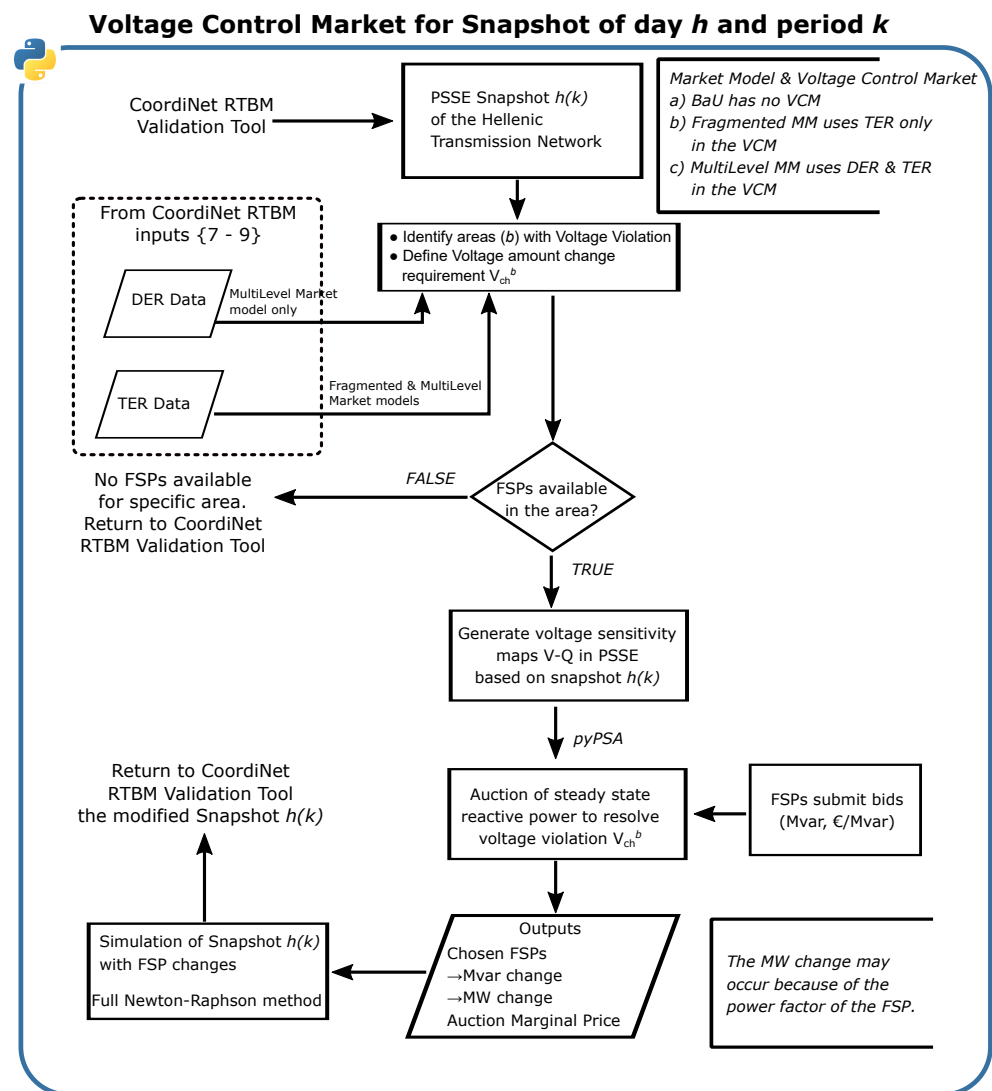 Voltage Control Market for Snapshot of day h and period k
CoordiNet RTBM
Validation Tool
PSSE Snapshot h(k)
of the Hellenic
Transmission Network
Market Model & Voltage Control Market
a) BaU has no VCM
b) Fragmented MM uses TER only
in the VCM
c) MultiLevel MM uses DER & TER
in the VCM
From CoordiNet RTBM
inputs {7 - 9}
● Identify areas (b) with Voltage Violation
● Define Voltage amount change
requirement V_ch^b
DER Data
MultiLevel Market
model only
TER Data
Fragmented & MultiLevel
Market models
FSPs available
in the area?
FALSE
No FSPs available
for specific area.
Return to CoordiNet
RTBM Validation Tool
TRUE
Generate voltage sensitivity
maps V-Q in PSSE
based on snapshot h(k)
pyPSA
Auction of steady state
reactive power to resolve
voltage violation V_ch^b
FSPs submit bids
(Mvar, €/Mvar)
Return to CoordiNet
RTBM Validation Tool
the modified Snapshot h(k)
Outputs
Chosen FSPs
→Mvar change
→MW change
Auction Marginal Price
Simulation of Snapshot h(k)
with FSP changes
Full Newton-Raphson method
The MW change may
occur because of the
power factor of the FSP.